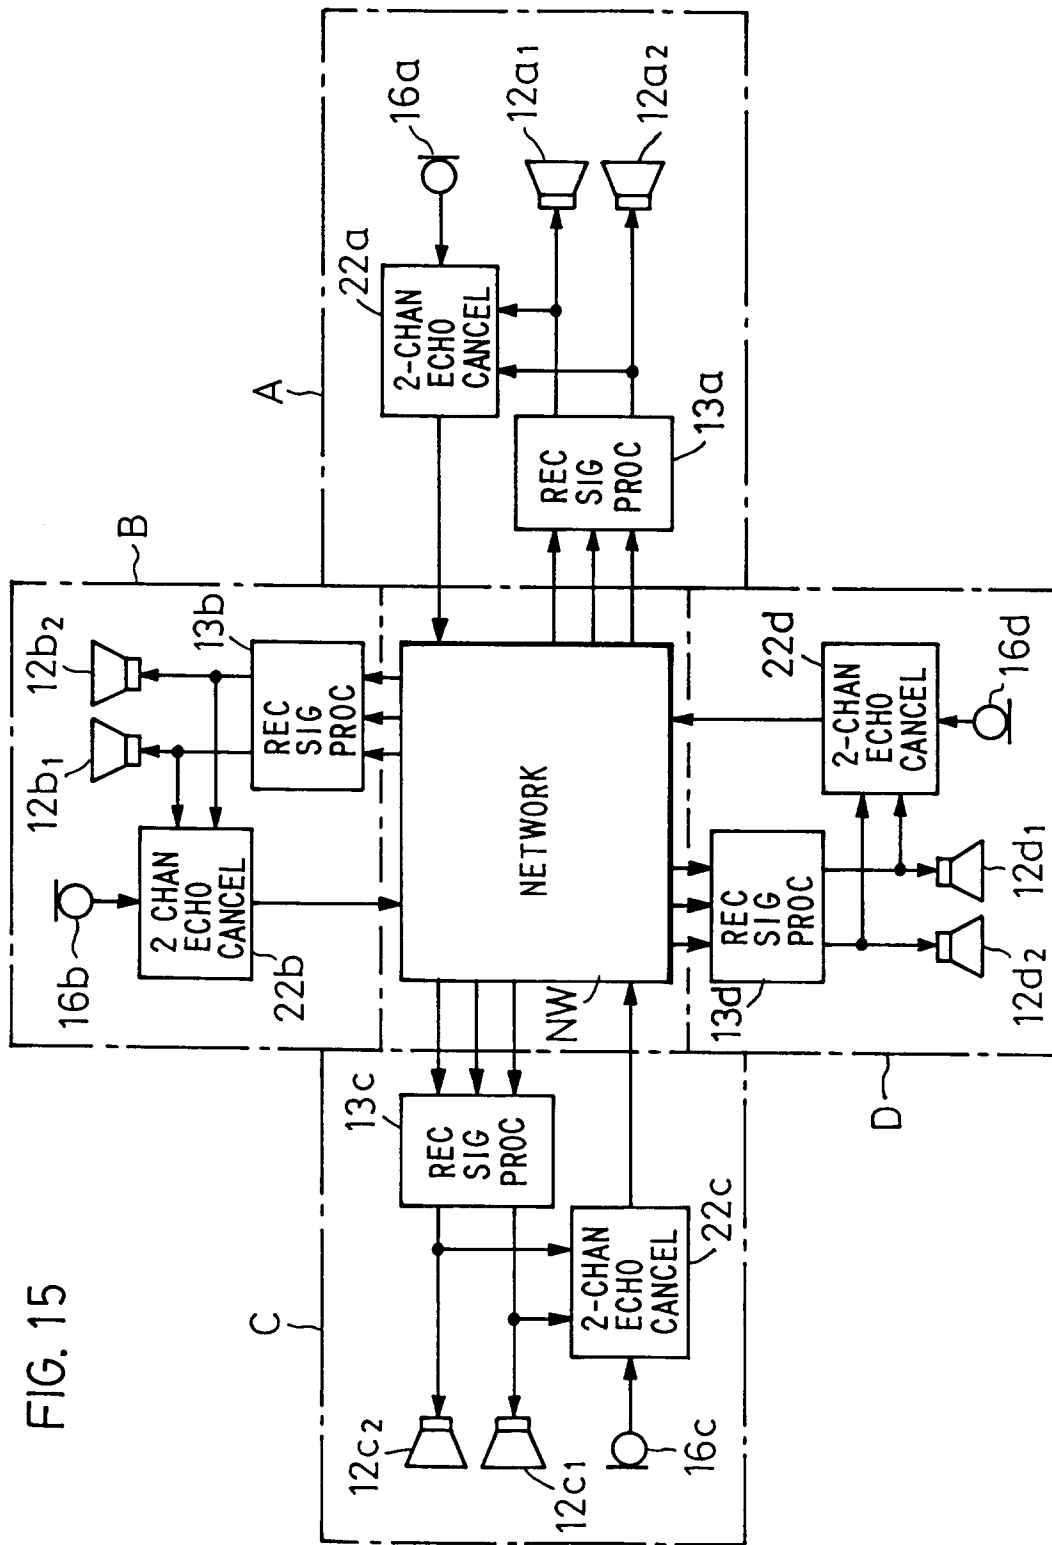 FIG. 15
A
16a
22a
2-CHAN
ECHO
CANCEL
12a1
12a2
REC
SIG
PROC
13a
B
12b2
12b1
13b
REC
SIG
PROC
16b
2 CHAN
ECHO
CANCEL
22b
NETWORK
NW
C
13c
REC
SIG
PROC
12c2
12c1
2-CHAN
ECHO
CANCEL
22c
16c
D
22d
2-CHAN
ECHO
CANCEL
16d
REC
SIG
PROC
13d
12d1
12d2